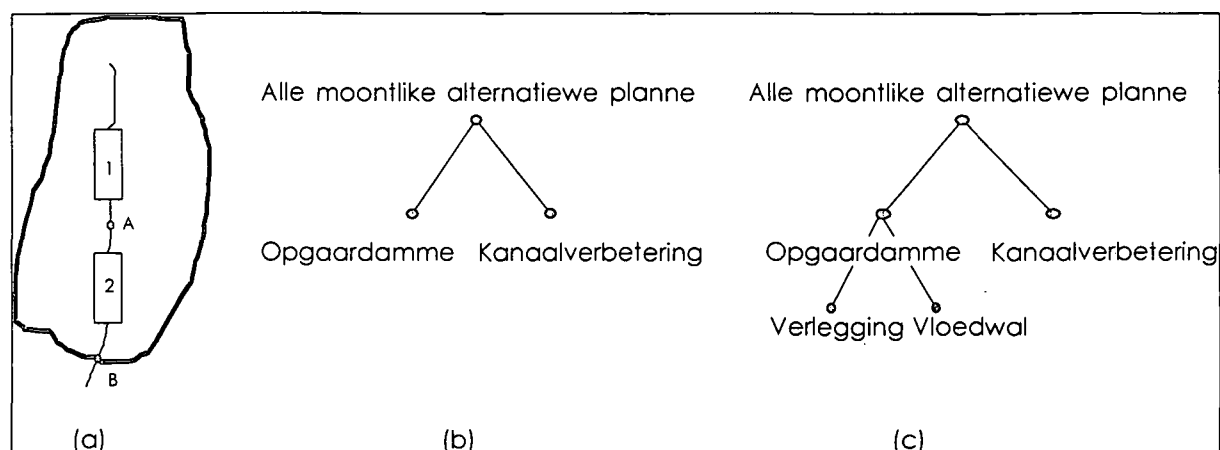 1
A
2
B
(a)
Alle moontlike alternatiewe planne
Opgaardamme Kanaalverbetering
(b)
Alle moontlike alternatiewe planne
Opgaardamme Kanaalverbetering
Verlegging Vloedwal
(c)